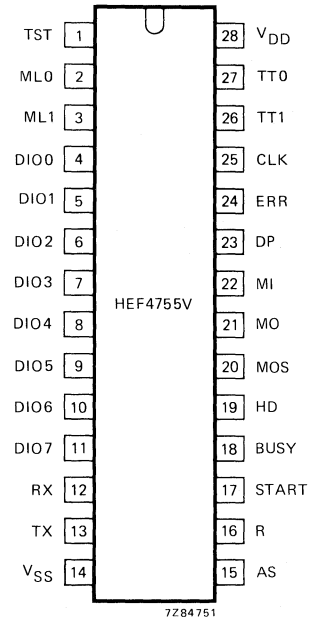 TST 1 28 VDD
ML0 2 27 TT0
ML1 3 26 TT1
DIO0 4 25 CLK
DIO1 5 24 ERR
DIO2 6 23 DP
DIO3 7 22 MI
HEF4755V
DIO4 8 21 MO
DIO5 9 20 MOS
DIO6 10 19 HD
DIO7 11 18 BUSY
RX 12 17 START
TX 13 16 R
VSS 14 15 AS
7Z84751